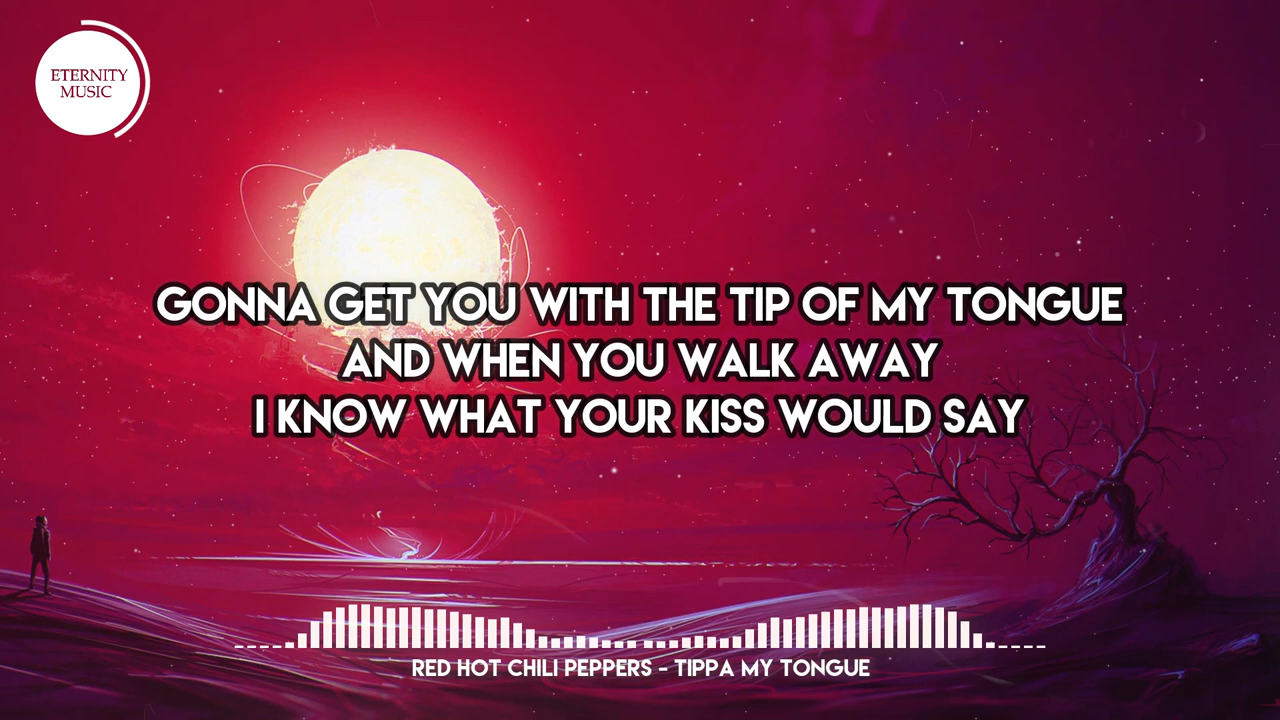 ETERNITY
MUSIC
GONNA GET YOU WITH THE TIP OF MY TONGUE
AND WHEN YOU WALK AWAY
I KNOW WHAT YOUR KISS WOULD SAY
RED HOT CHILI PEPPERS - TIPPA MY TONGUE